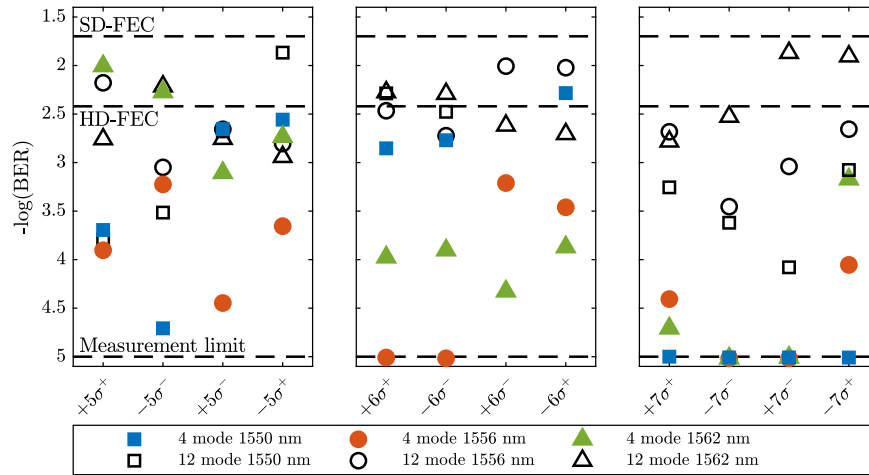 -log(BER)
1.5
2
2.5
3
3.5
4
4.5
5
SD-FEC
HD-FEC
Measurement limit
+5σ⁺ −5σ⁻ +5σ⁻ −5σ⁺
+6σ⁺ −6σ⁻ +6σ⁻ −6σ⁺
+7σ⁺ −7σ⁻ +7σ⁻ −7σ⁺
4 mode 1550 nm 4 mode 1556 nm 4 mode 1562 nm
12 mode 1550 nm 12 mode 1556 nm 12 mode 1562 nm